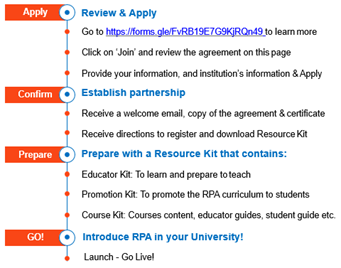 Apply Review & Apply
Go to https://forms.gle/FvRB19E7G9KjRQn49 to learn more
Click on 'Join' and review the agreement on this page
Provide your information, and institution's information & Apply
Confirm Establish partnership
Receive a welcome email, copy of the agreement & certificate
Receive directions to register and download Resource Kit
Prepare Prepare with a Resource Kit that contains:
Educator Kit: To learn and prepare to teach
Promotion Kit: To promote the RPA curriculum to students
Course Kit: Courses content, educator guides, student guide etc.
GO! Introduce RPA in your University!
Launch - Go Live!